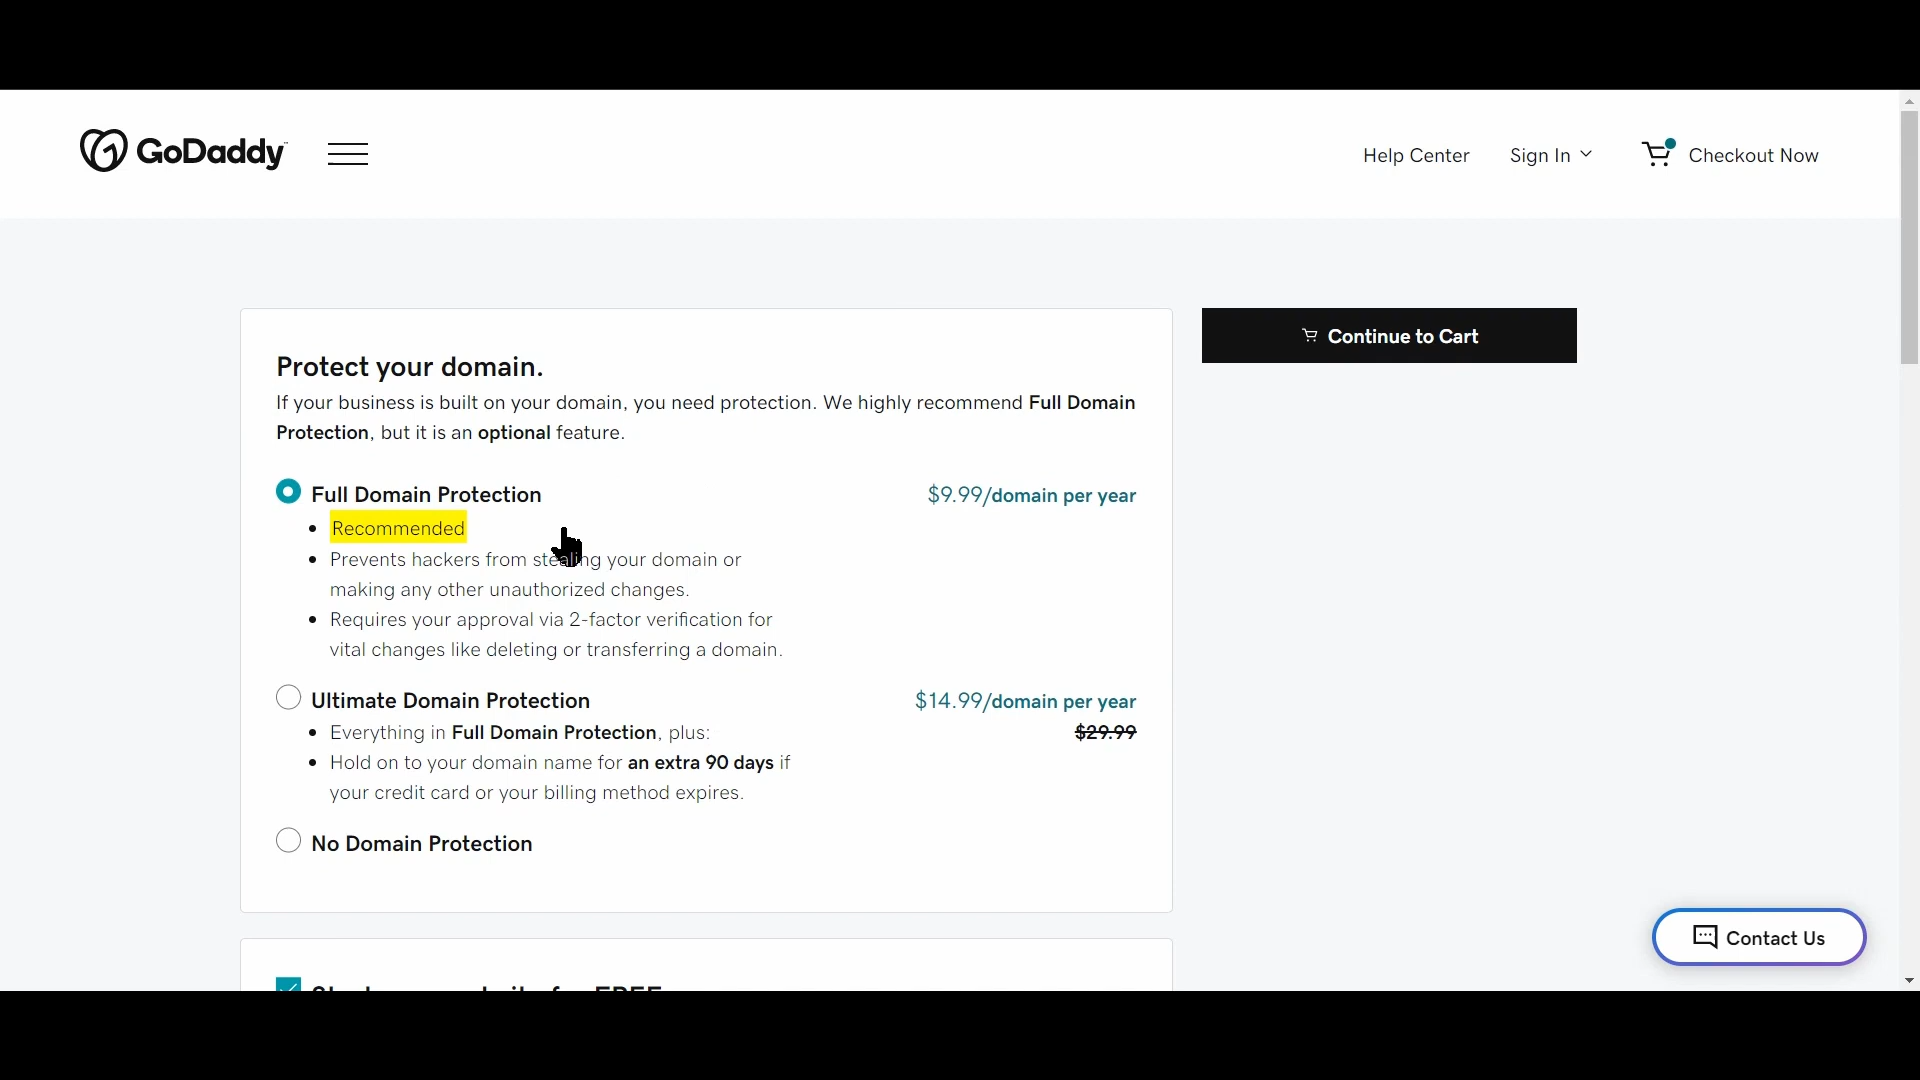 GoDaddy
Help Center
Sign In
Checkout Now
Continue to Cart
Protect your domain.
If your business is built on your domain, you need protection. We highly recommend Full Domain
Protection, but it is an optional feature.
Full Domain Protection
$9.99/domain per year
Recommended
Prevents hackers from stealing your domain or
making any other unauthorized changes.
Requires your approval via 2-factor verification for
vital changes like deleting or transferring a domain.
Ultimate Domain Protection
$14.99/domain per year
Everything in Full Domain Protection, plus:
$29.99
Hold on to your domain name for an extra 90 days if
your credit card or your billing method expires.
No Domain Protection
Contact Us
FREE